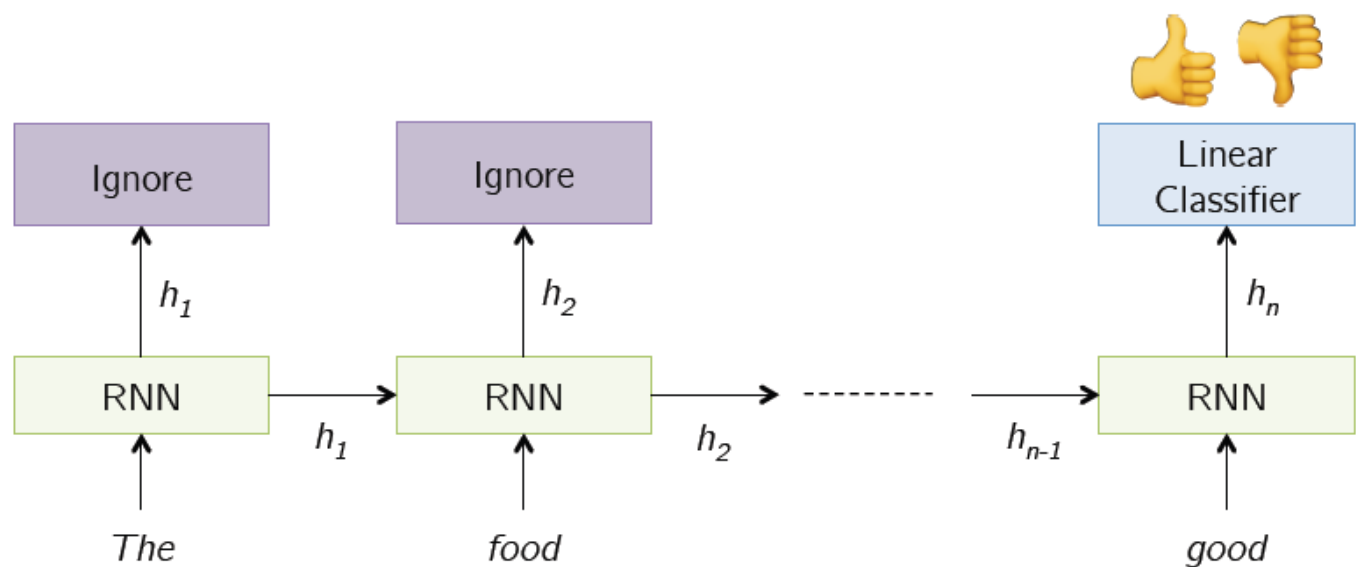 Ignore
Ignore
Linear
Classifier
h1
h2
hn
RNN
RNN
RNN
h1
h2
hn-1
The
food
good